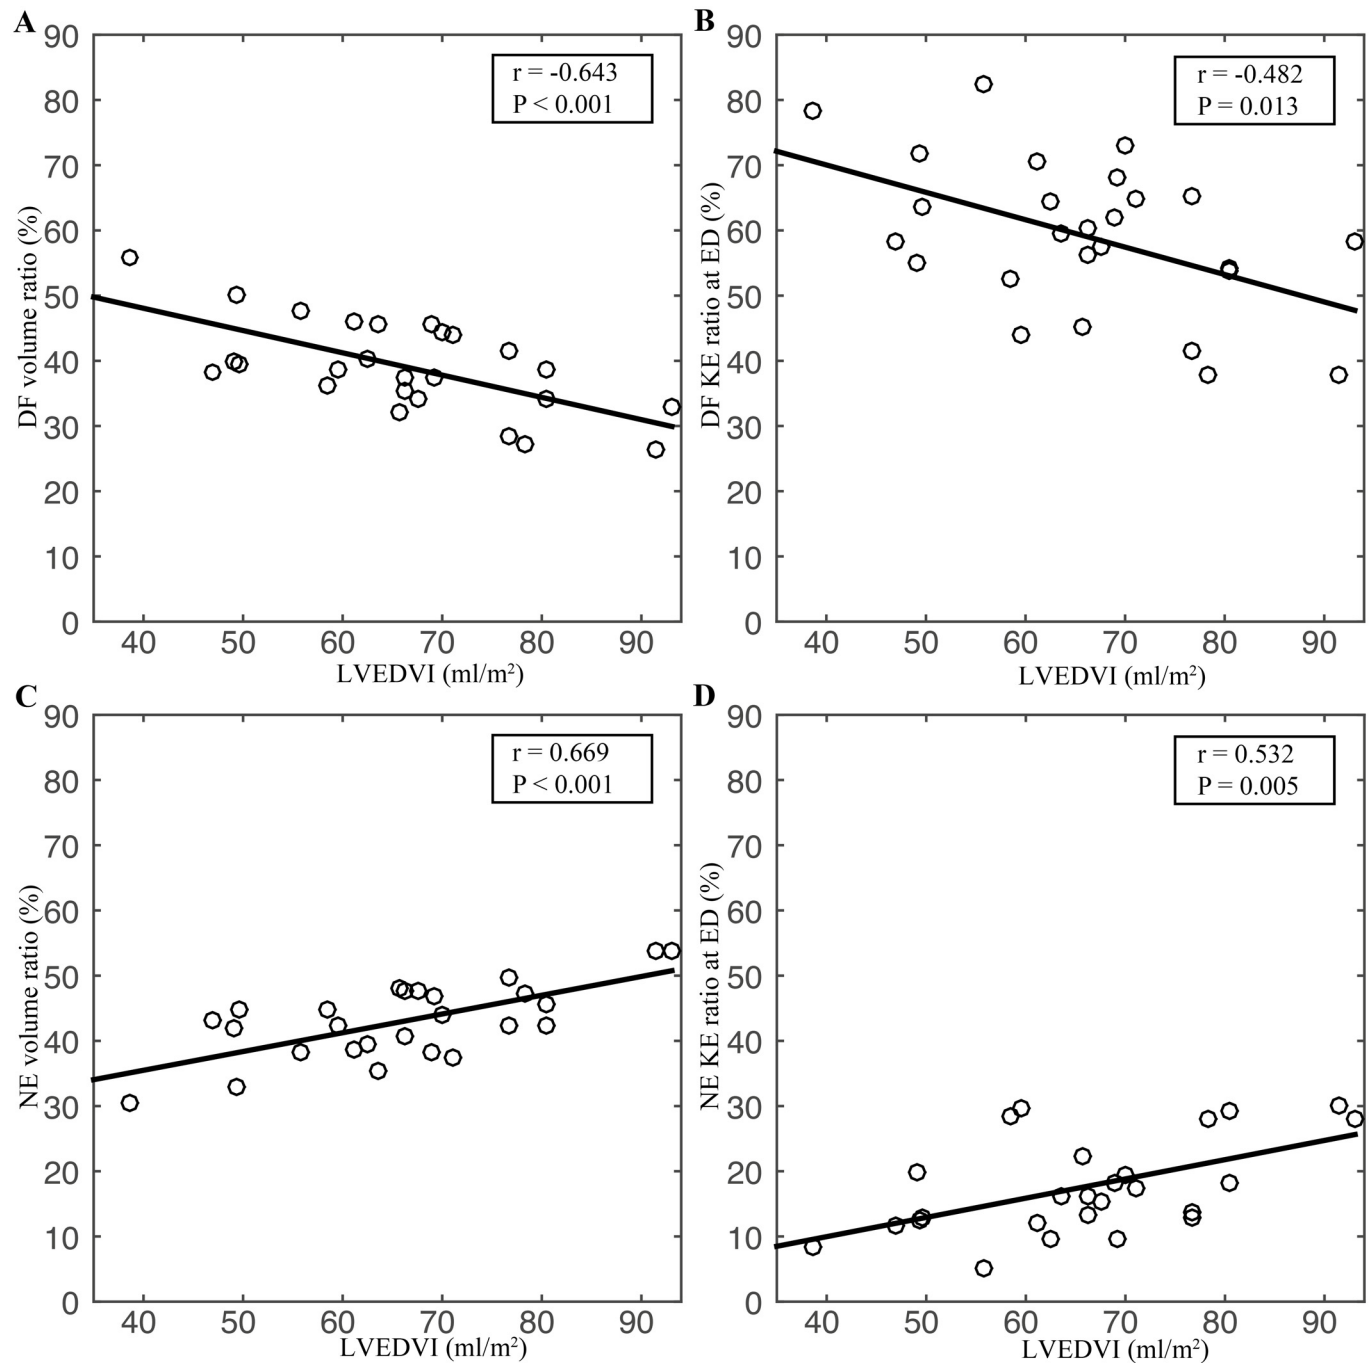 A
90
80
70
60
50
40
30
20
10
0
DF volume ratio (%)
r = -0.643
P < 0.001
40 50 60 70 80 90
LVEDVI (ml/m²)
B
90
80
70
60
50
40
30
20
10
0
DF KE ratio at ED (%)
r = -0.482
P = 0.013
40 50 60 70 80 90
LVEDVI (ml/m²)
C
90
80
70
60
50
40
30
20
10
0
NE volume ratio (%)
r = 0.669
P < 0.001
40 50 60 70 80 90
LVEDVI (ml/m²)
D
90
80
70
60
50
40
30
20
10
0
NE KE ratio at ED (%)
r = 0.532
P = 0.005
40 50 60 70 80 90
LVEDVI (ml/m²)